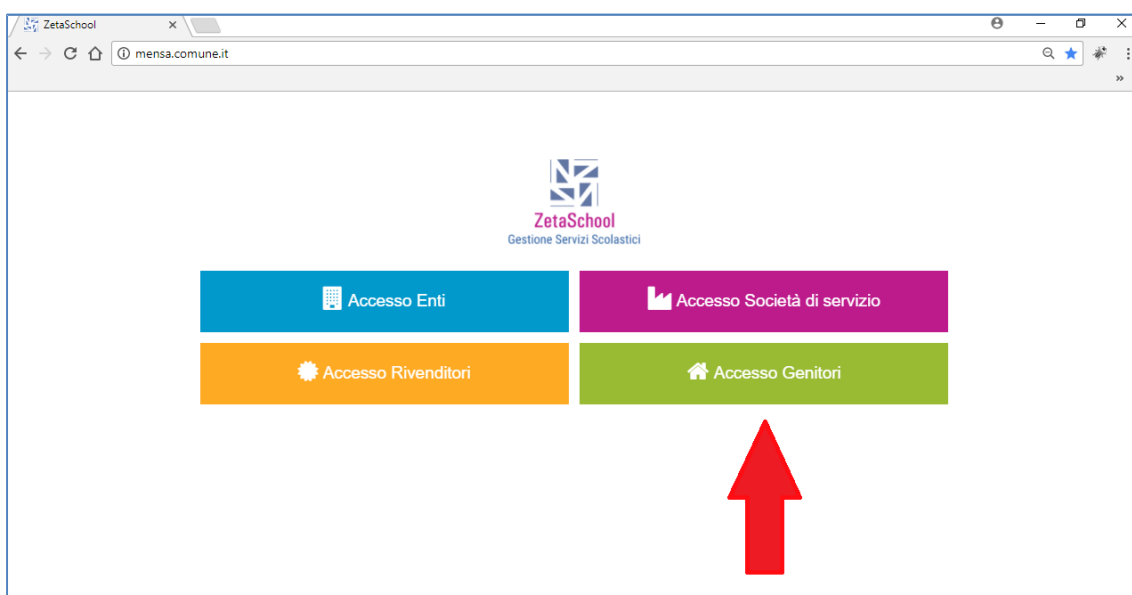 ZetaSchool
mensa.comune.it
ZetaSchool
Gestione Servizi Scolastici
Accesso Enti
Accesso Società di servizio
Accesso Rivenditori
Accesso Genitori